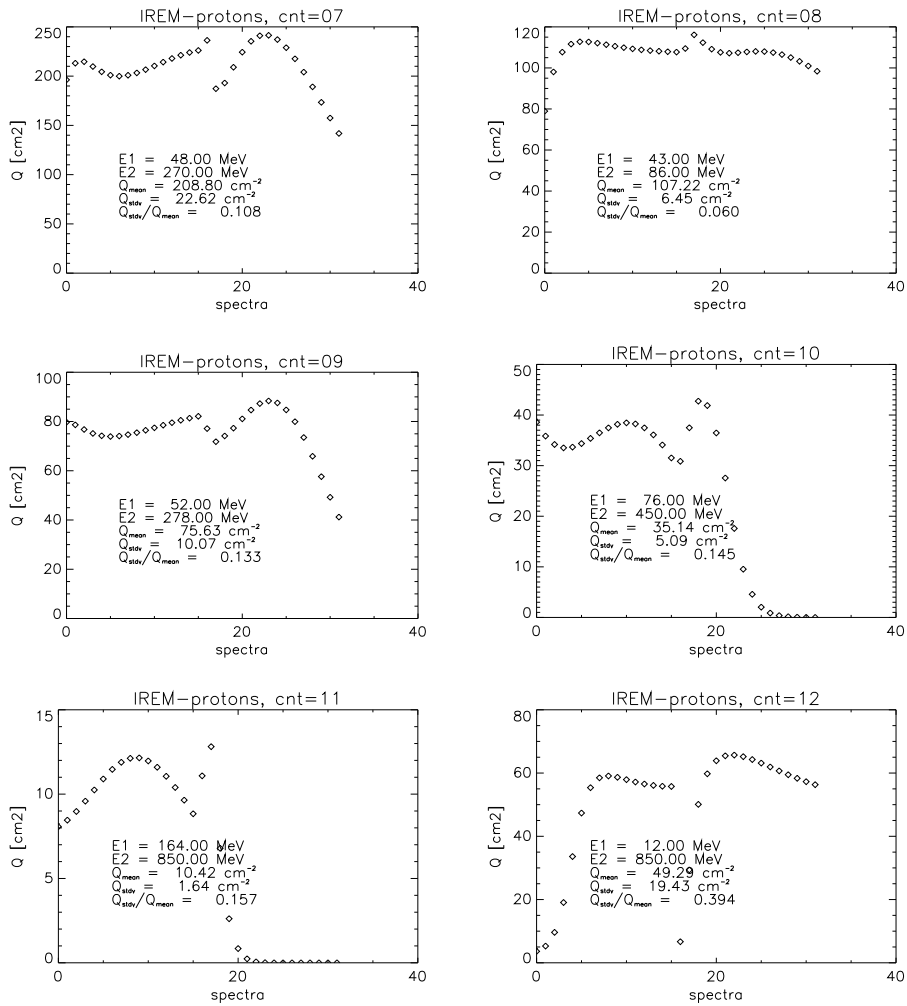 IREM-protons, cnt=07
250
200
150
100
50
0
Q [cm2]
E1 = 48.00 MeV
E2 = 270.00 MeV
Qmean = 208.80 cm-2
Qstdv = 22.62 cm-2
Qstdv/Qmean = 0.108
0 20 40
spectra
IREM-protons, cnt=08
120
100
80
60
40
20
0
Q [cm2]
E1 = 43.00 MeV
E2 = 86.00 MeV
Qmean = 107.22 cm-2
Qstdv = 6.45 cm-2
Qstdv/Qmean = 0.060
0 20 40
spectra
IREM-protons, cnt=09
100
80
60
40
20
0
Q [cm2]
E1 = 52.00 MeV
E2 = 278.00 MeV
Qmean = 75.63 cm-2
Qstdv = 10.07 cm-2
Qstdv/Qmean = 0.133
0 20 40
spectra
IREM-protons, cnt=10
50
40
30
20
10
0
Q [cm2]
E1 = 76.00 MeV
E2 = 450.00 MeV
Qmean = 35.14 cm-2
Qstdv = 5.09 cm-2
Qstdv/Qmean = 0.145
0 20 40
spectra
IREM-protons, cnt=11
15
10
5
0
Q [cm2]
E1 = 164.00 MeV
E2 = 850.00 MeV
Qmean = 10.42 cm-2
Qstdv = 1.64 cm-2
Qstdv/Qmean = 0.157
0 20 40
spectra
IREM-protons, cnt=12
80
60
40
20
0
Q [cm2]
E1 = 12.00 MeV
E2 = 850.00 MeV
Qmean = 49.29 cm-2
Qstdv = 19.43 cm-2
Qstdv/Qmean = 0.394
0 20 40
spectra